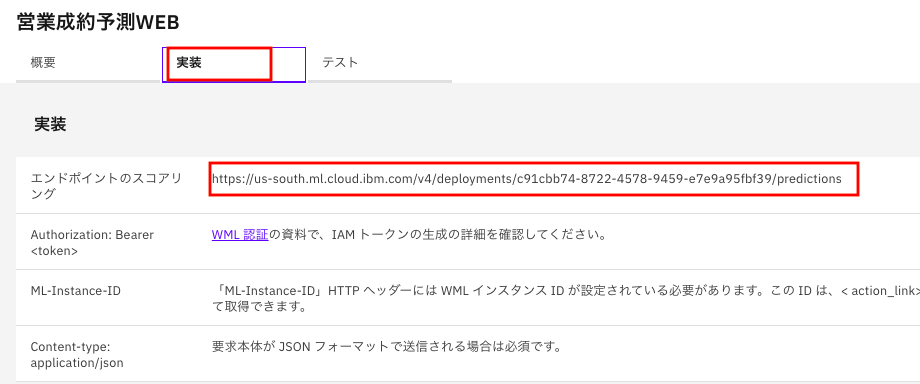 営業成約予測WEB
概要 実装 テスト
実装
エンドポイントのスコアリ
ング
https://us-south.ml.cloud.ibm.com/v4/deployments/c91cbb74-8722-4578-9459-e7e9a95fbf39/predictions
Authorization: Bearer
<token>
WML 認証の資料で、IAM トークンの生成の詳細を確認してください。
ML-Instance-ID
「ML-Instance-ID」HTTP ヘッダーには WML インスタンス ID が設定されている必要があります。この ID は、< action_link>
て取得できます。
Content-type:
application/json
要求本体が JSON フォーマットで送信される場合は必須です。